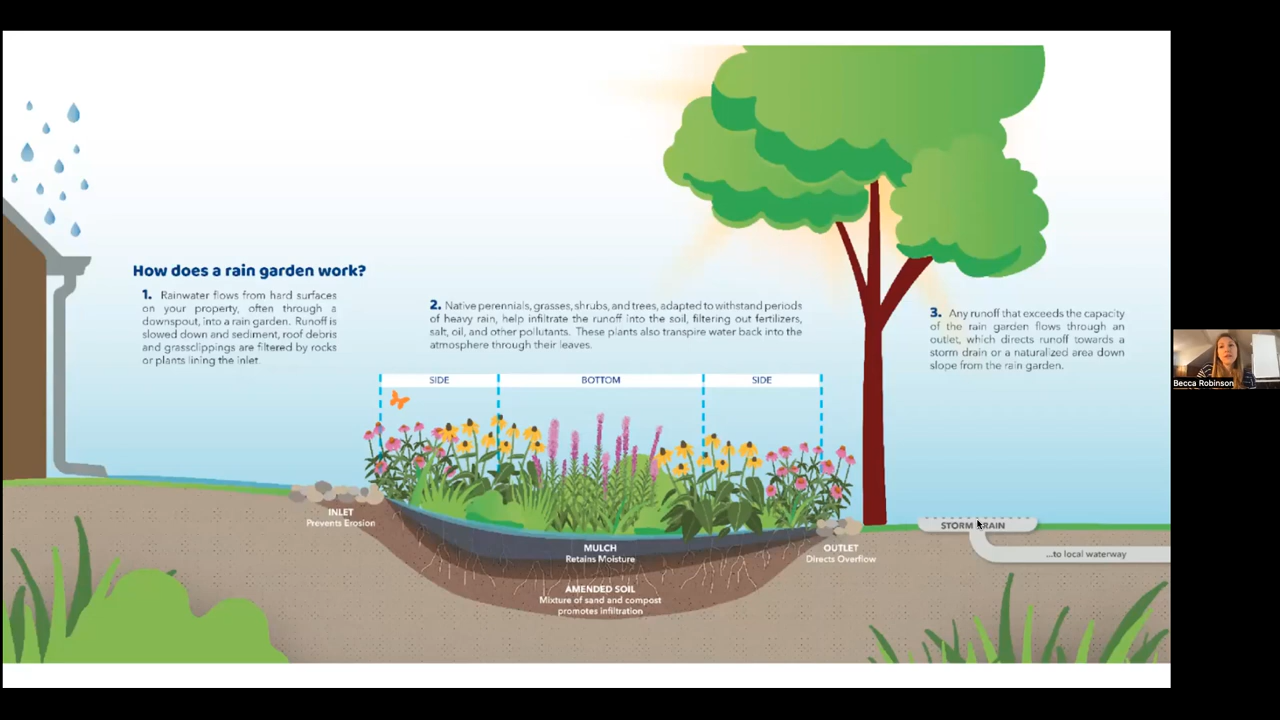 How does a rain garden work?
1. Rainwater flows from hard surfaces
on your property, often through a
downspout, into a rain garden. Runoff is
slowed down and sediment, roof debris
and grassclippings are filtered by rocks
or plants lining the inlet.
2. Native perennials, grasses, shrubs, and trees, adapted to withstand periods
of heavy rain, help infiltrate the runoff into the soil, filtering out fertilizers,
salt, oil, and other pollutants. These plants also transpire water back into the
atmosphere through their leaves.
3. Any runoff that exceeds the capacity
of the rain garden flows through an
outlet, which directs runoff towards a
storm drain or a naturalized area down
slope from the rain garden.
SIDE
BOTTOM
SIDE
INLET
Prevents Erosion
MULCH
Retains Moisture
AMENDED SOIL
Mixture of sand and compost
promotes infiltration
OUTLET
Directs Overflow
STORM DRAIN
...to local waterway
Becca Robinson